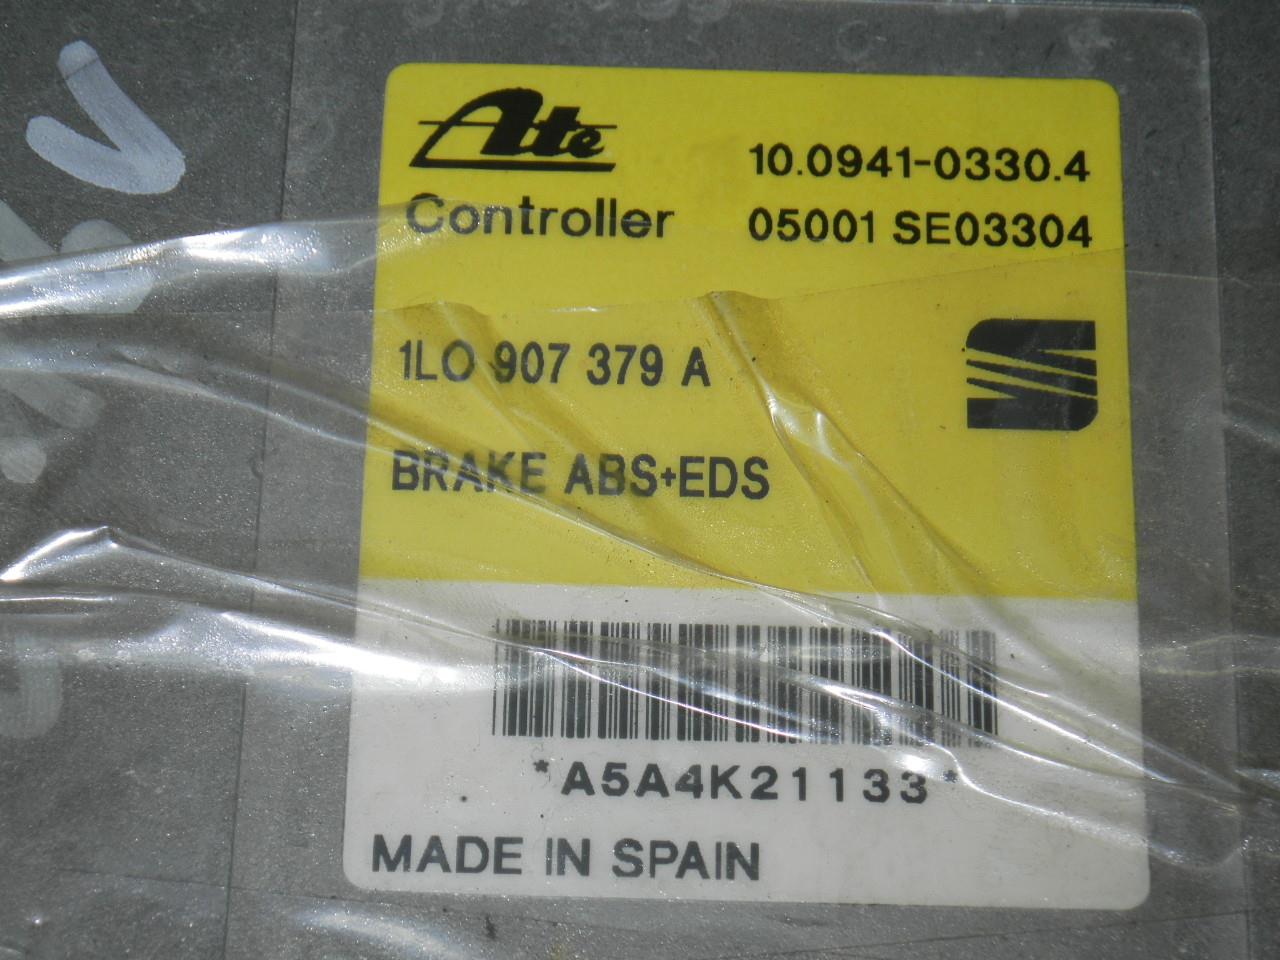 Ate
10.0941-0330.4
Controller
05001 SE03304
1LO 907 379 A
BRAKE ABS+EDS
*A5A4K21133*
MADE IN SPAIN